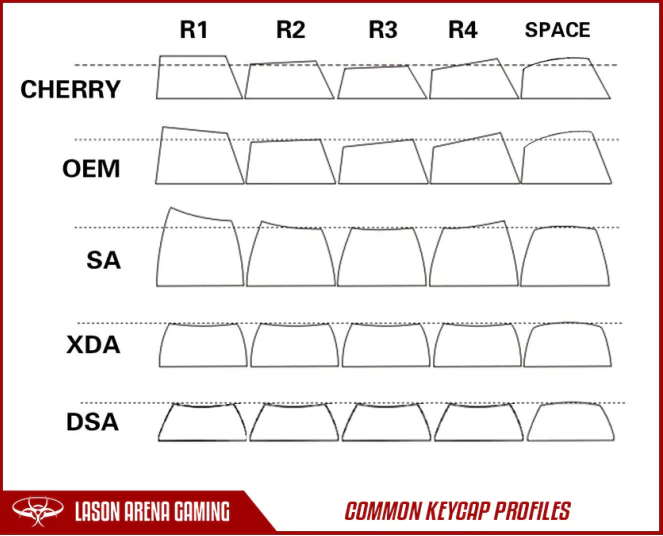 R1 R2 R3 R4 SPACE
CHERRY
OEM
SA
XDA
DSA
LASON ARENA GAMING
COMMON KEYCAP PROFILES